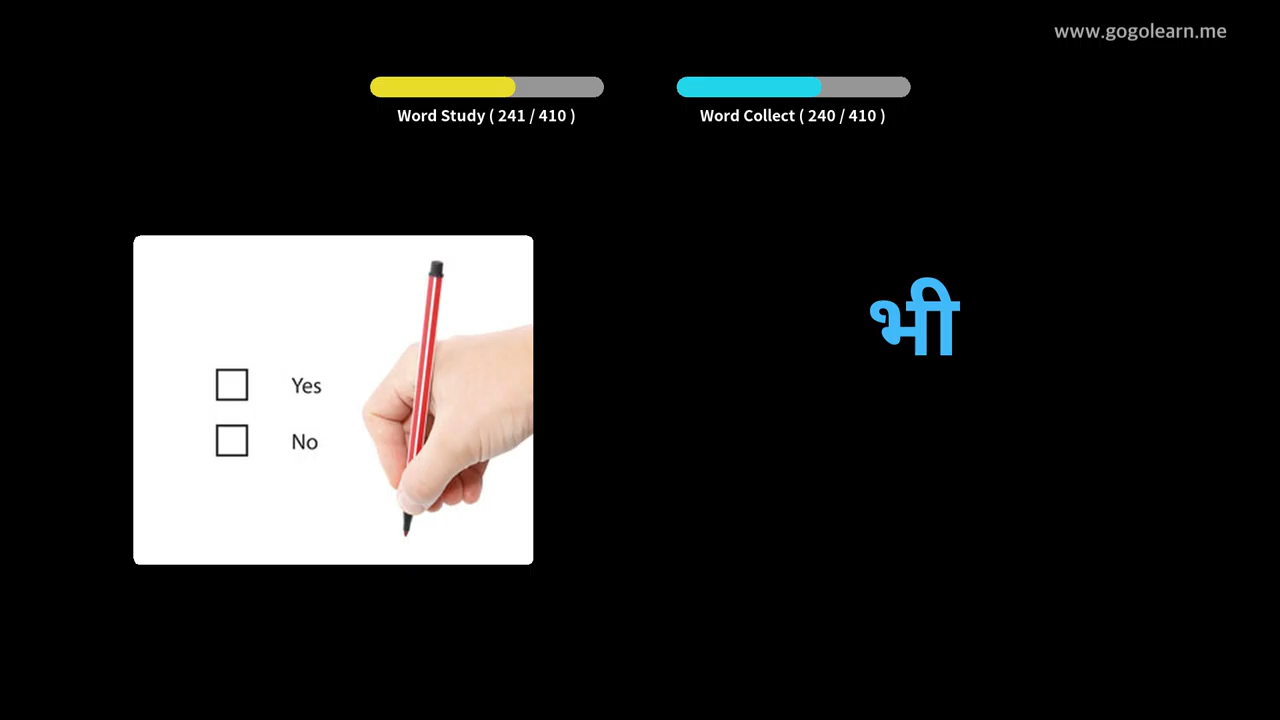 www.gogolearn.me
Word Study ( 241 / 410 )
Word Collect ( 240 / 410 )
भी
Yes
No